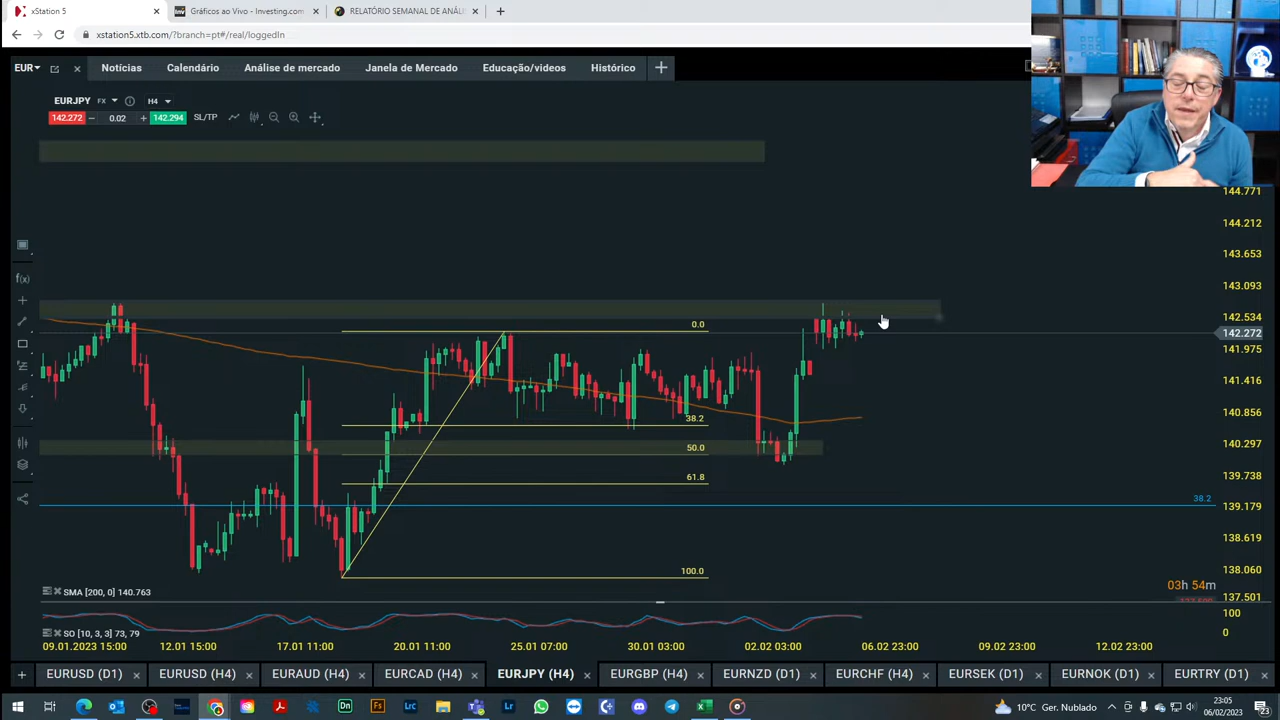 xStation 5
Gráficos ao Vivo - Investing.com
RELATÓRIO SEMANAL DE ANÁLIS
xstation5.xtb.com/?branch=pt#/real/loggedIn
EUR
Notícias
Calendário
Análise de mercado
Janela de Mercado
Educação/videos
Histórico
EURJPY FX H4
142.272 0.02 142.294 SL/TP
144.771
144.212
143.653
143.093
142.534
142.272
141.975
141.416
140.856
140.297
139.738
139.179
138.619
138.060
137.501
0.0
38.2
50.0
61.8
38.2
100.0
03h 54m
SMA [200, 0] 140.763
100
SO [10, 3, 3] 73, 79
0
09.01.2023 15:00
12.01 15:00
17.01 11:00
20.01 11:00
25.01 07:00
30.01 03:00
02.02 03:00
06.02 23:00
09.02 23:00
12.02 23:00
EURUSD (D1)
EURUSD (H4)
EURAUD (H4)
EURCAD (H4)
EURJPY (H4)
EURGBP (H4)
EURNZD (D1)
EURCHF (H4)
EURSEK (D1)
EURNOK (D1)
EURTRY (D1)
10°C Ger. Nublado
23:05
06/02/2023
23